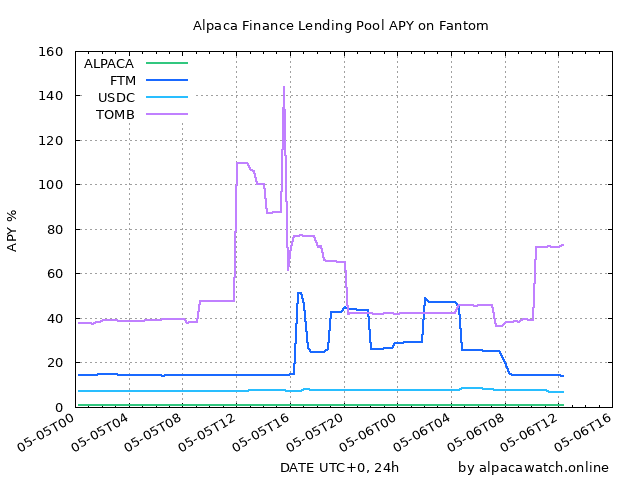 Alpaca Finance Lending Pool APY on Fantom
160
140
120
100
80
60
40
20
0
APY %
ALPACA
FTM
USDC
TOMB
05-05T00
05-05T04
05-05T08
05-05T12
05-05T16
05-05T20
05-06T00
05-06T04
05-06T08
05-06T12
05-06T16
DATE UTC+0, 24h
by alpacawatch.online